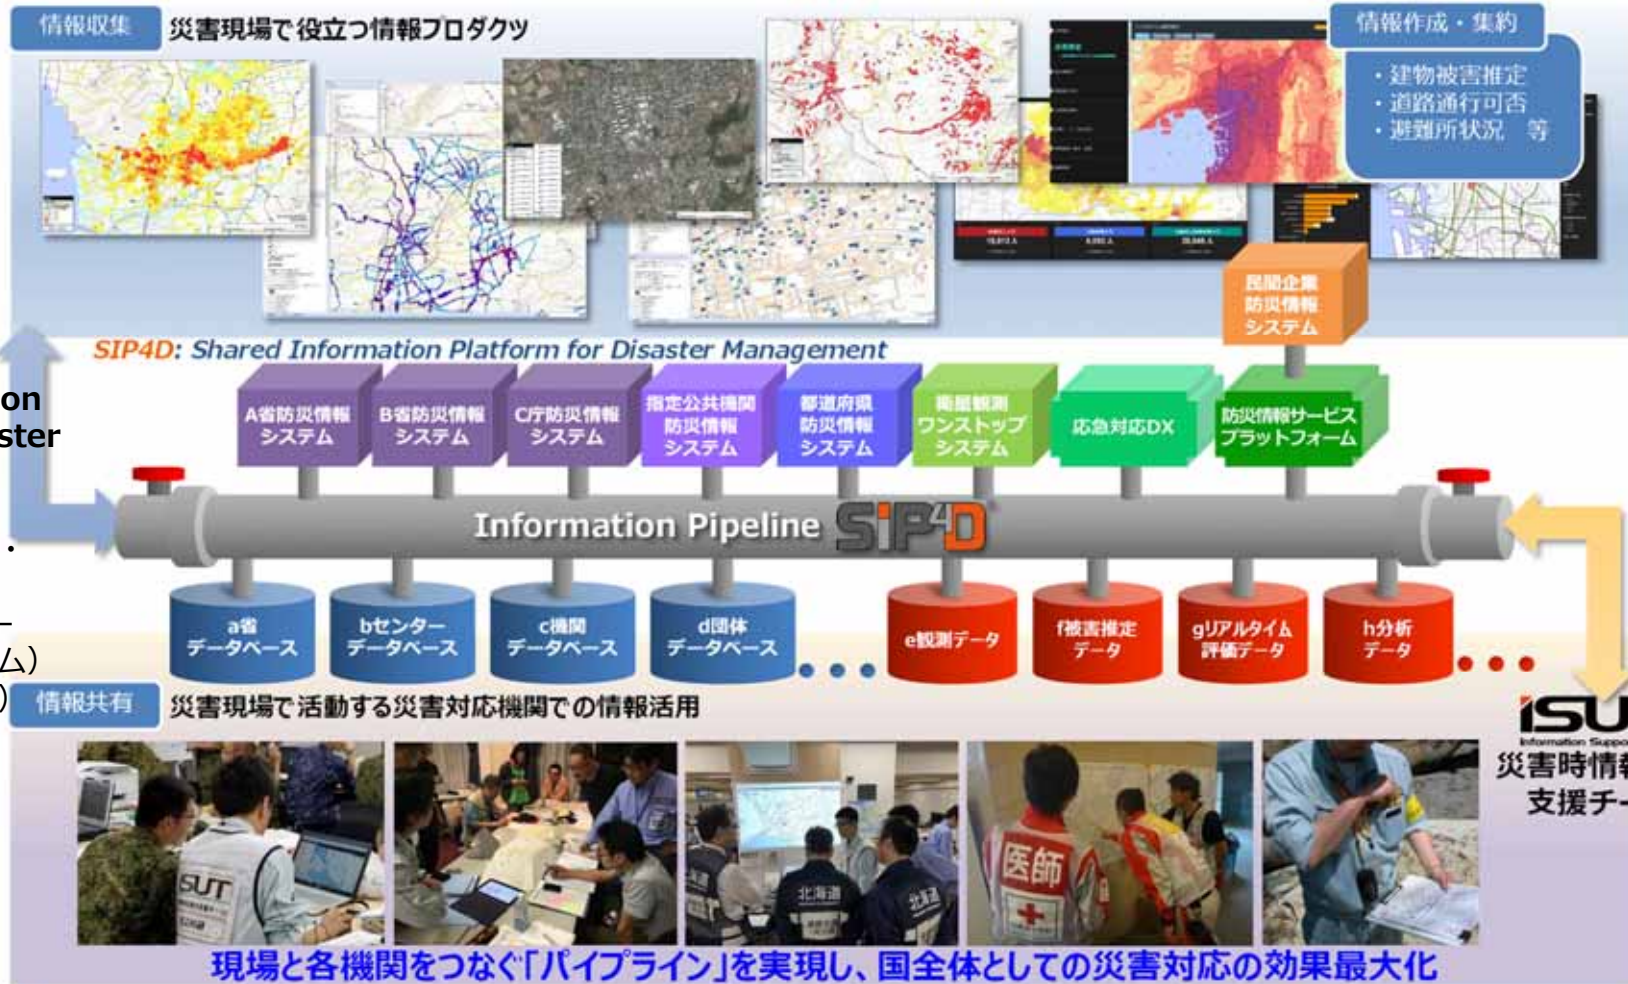 情報収集
災害現場で役立つ情報プロダクツ
情報作成・集約
・建物被害推定
・道路通行可否
・避難所状況 等
民間企業
防災情報
システム
SIP4D: Shared Information Platform for Disaster Management
on
ster
A省防災情報
システム
B省防災情報
システム
C庁防災情報
システム
指定公共機関
防災情報
システム
都道府県
防災情報
システム
衛星観測
ワンストップ
システム
応急対応DX
防災情報サービス
プラットフォーム
Information Pipeline SiP4D
・
ー
ム）
）
a省
データベース
bセンター
データベース
c機関
データベース
d団体
データベース
e観測データ
f被害推定
データ
gリアルタイム
評価データ
h分析
データ
情報共有
災害現場で活動する災害対応機関での情報活用
ISU
Information Suppor
災害時情報
支援チー
ISUT
北海道
北海道
医師
現場と各機関をつなぐ「パイプライン」を実現し、国全体としての災害対応の効果最大化